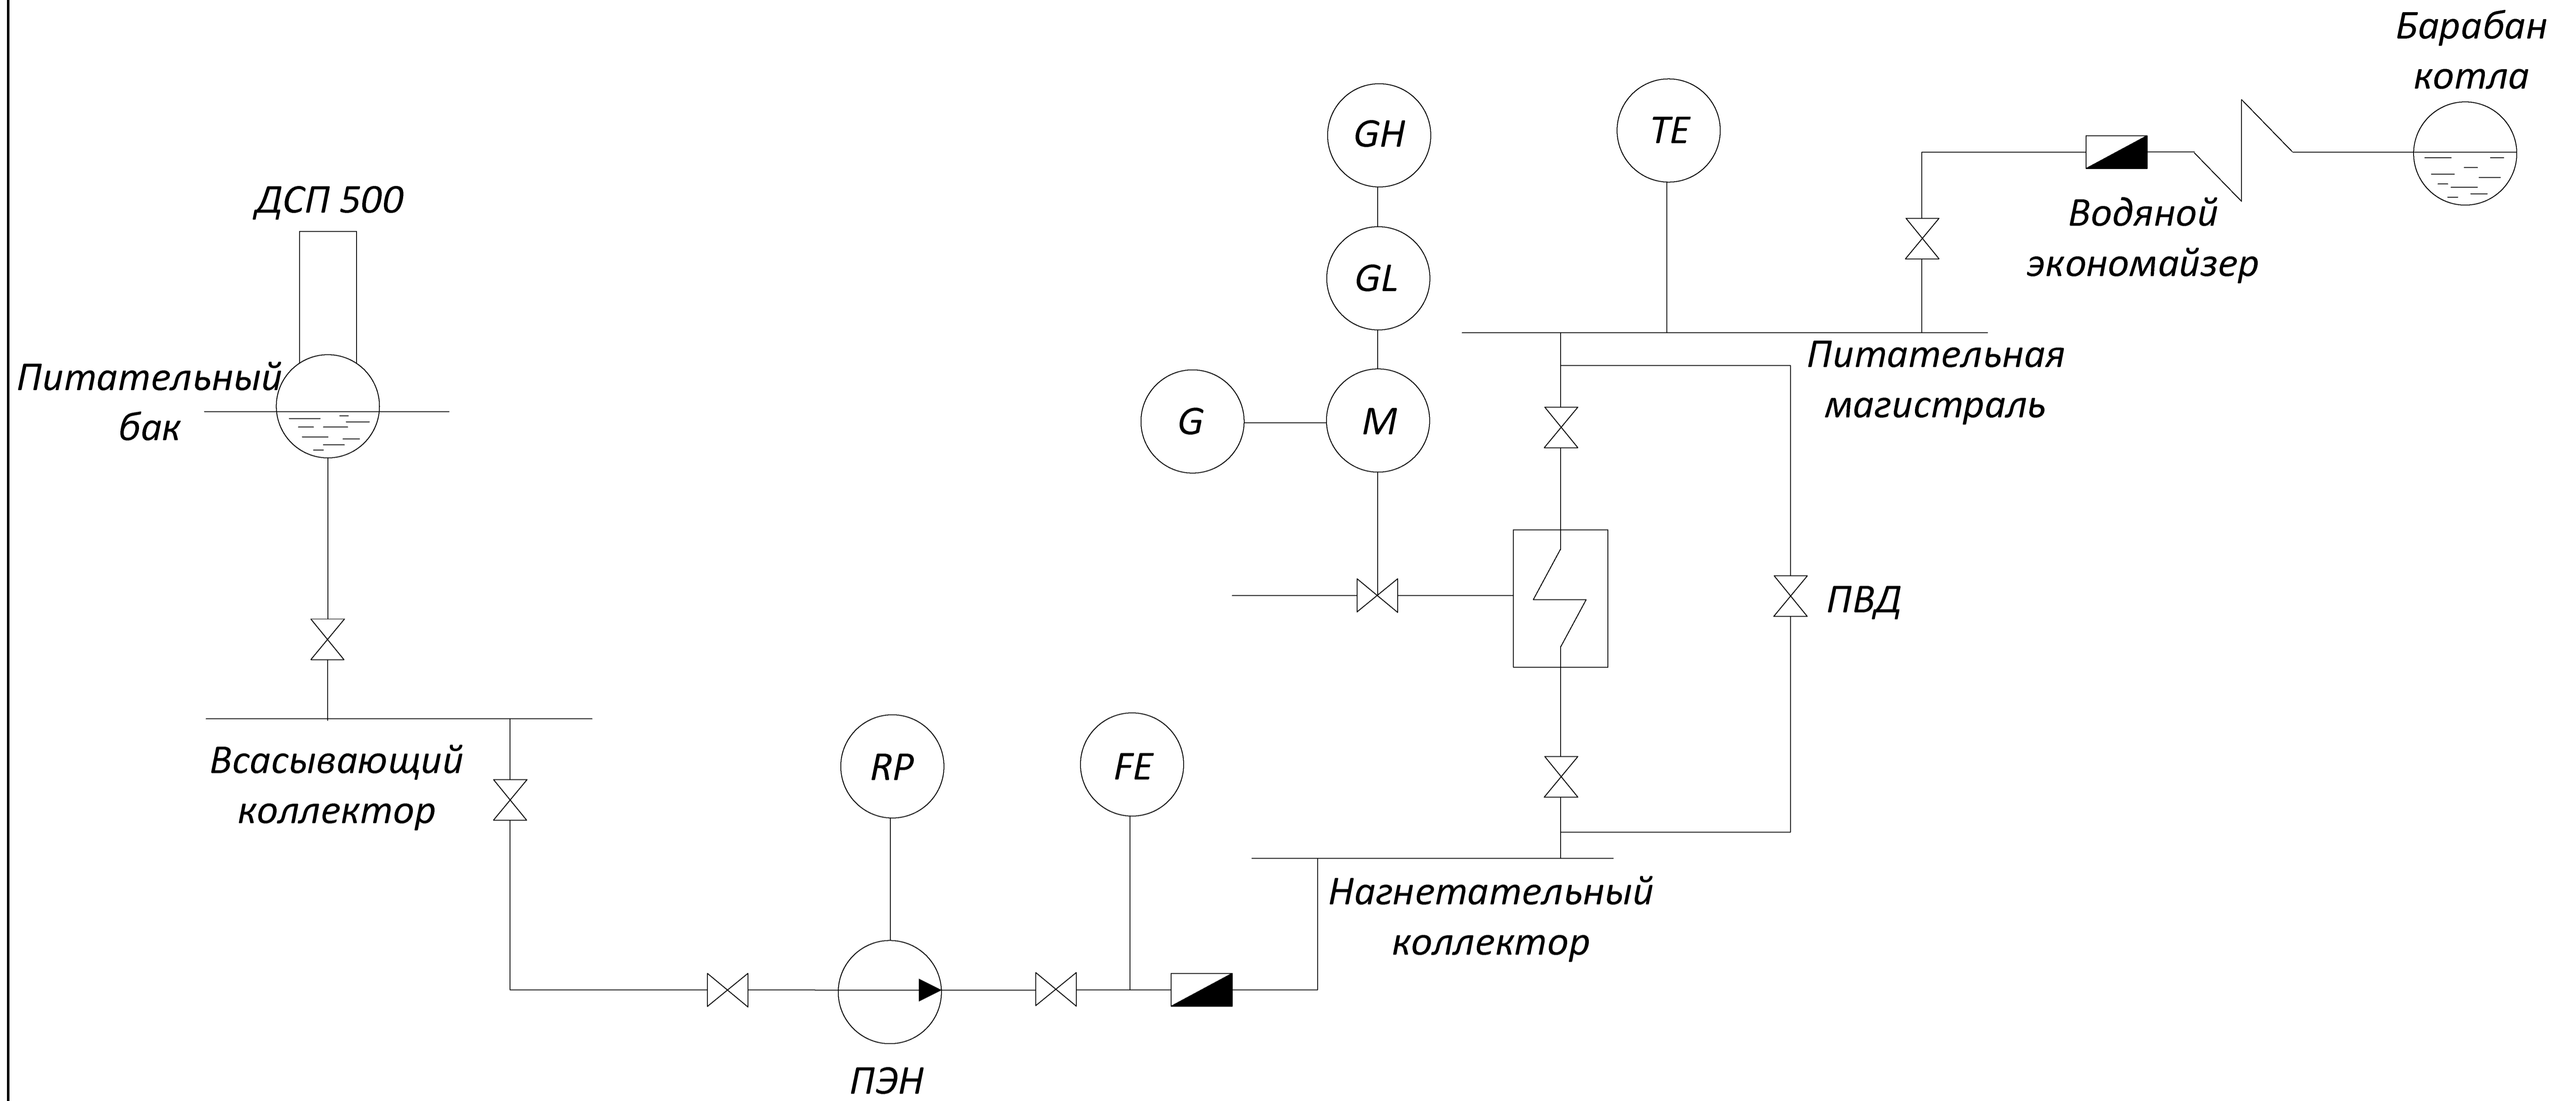 Барабан
котла
GH
TE
ДСП 500
Водяной
экономайзер
GL
Питательный
бак
Питательная
магистраль
G
M
ПВД
Всасывающий
коллектор
RP
FE
Нагнетательный
коллектор
ПЭН